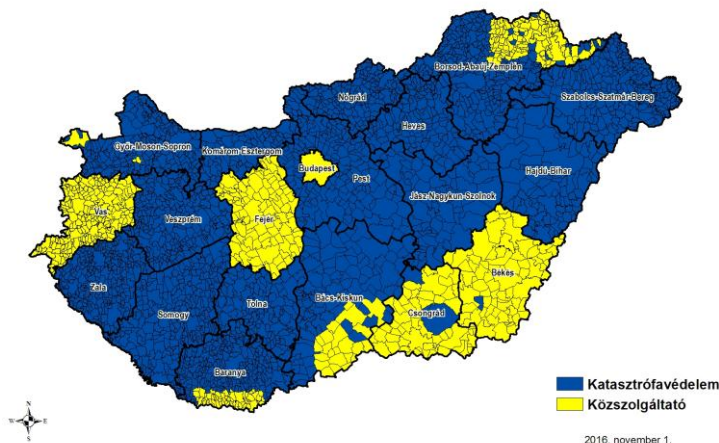 Borsod-Abaúj-Zemplén
Szabolcs-Szatmár-Bereg
Nógrád
Heves
Győr-Moson-Sopron
Komárom-Esztergom
Budapest
Pest
Hajdú-Bihar
Jász-Nagykun-Szolnok
Vas
Veszprém
Fejér
Békés
Zala
Somogy
Tolna
Bács-Kiskun
Csongrád
Baranya
Katasztrófavédelem
Közszolgáltató
N
W E
S
2016. november 1.